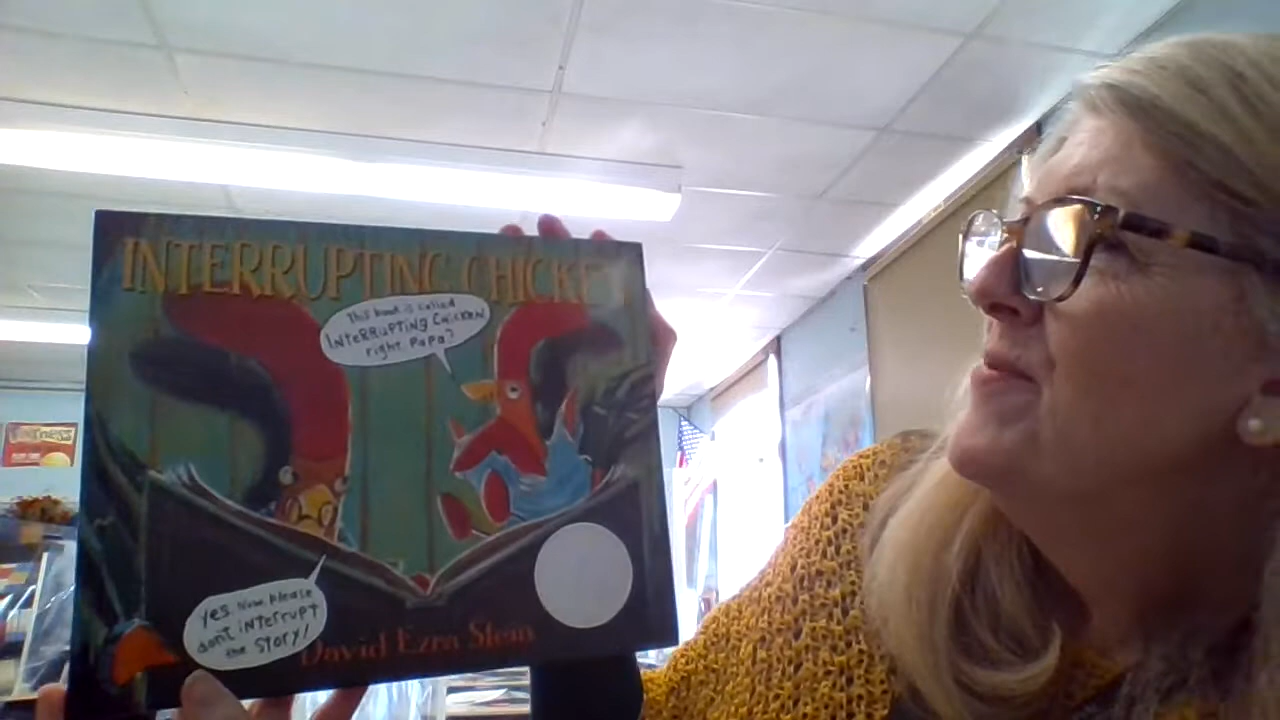 INTERRUPTING CHICKEN
This book is called
INTERRUPTING CHICKEN
right, Papa?
yes. Now, please
don't iNterrupt
the STORY!
David Ezra Stein